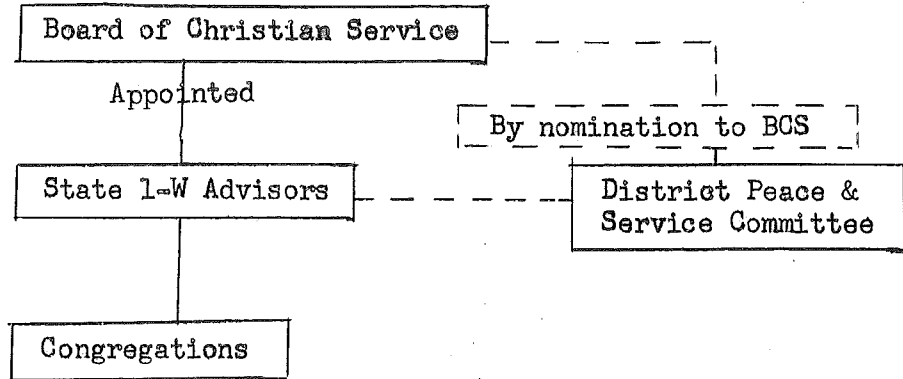 Board of Christian Service
Appointed
By nomination to BCS
State 1-W Advisors
District Peace &
Service Committee
Congregations